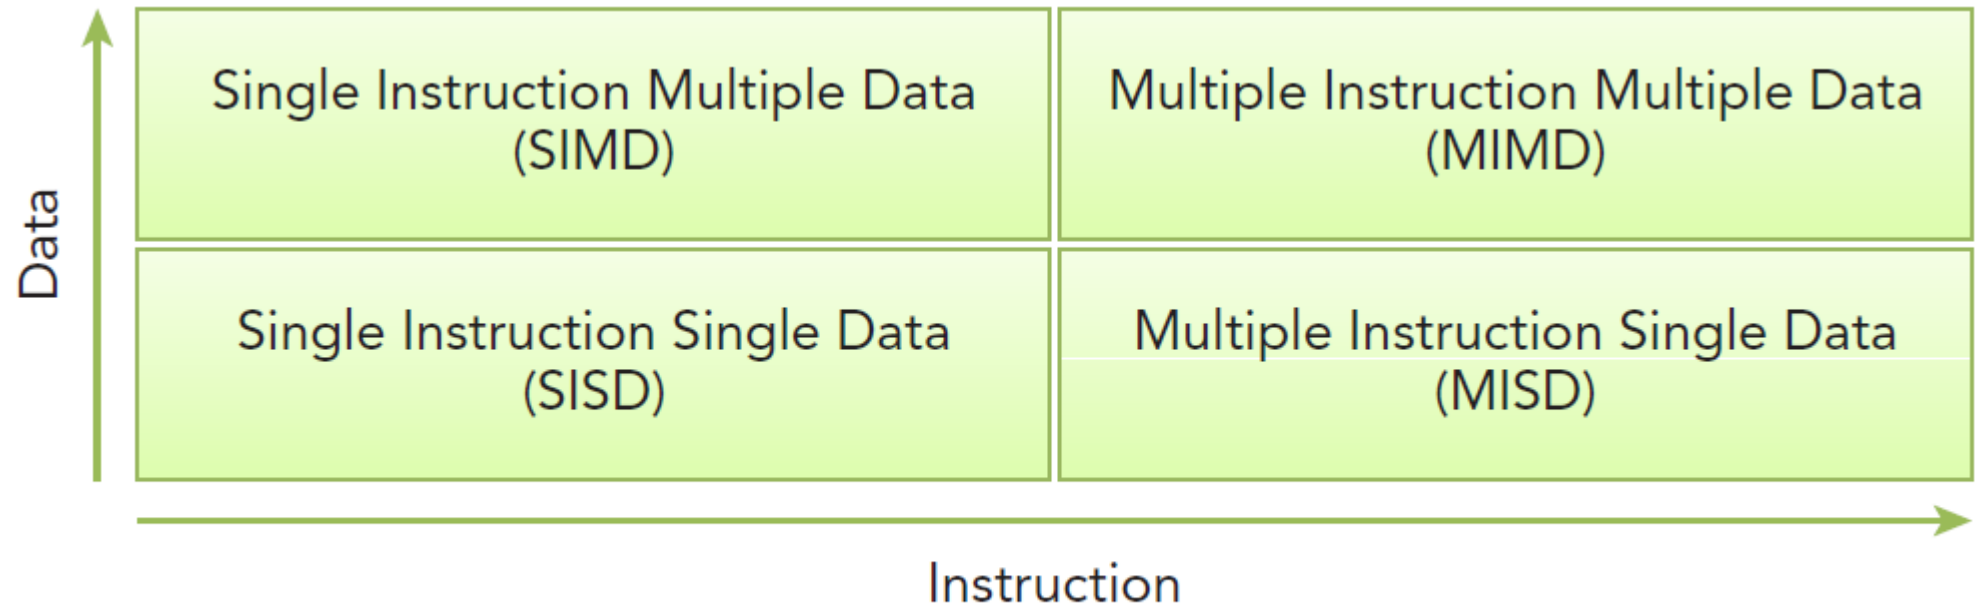 Single Instruction Multiple Data
(SIMD)
Multiple Instruction Multiple Data
(MIMD)
Data
Single Instruction Single Data
(SISD)
Multiple Instruction Single Data
(MISD)
Instruction